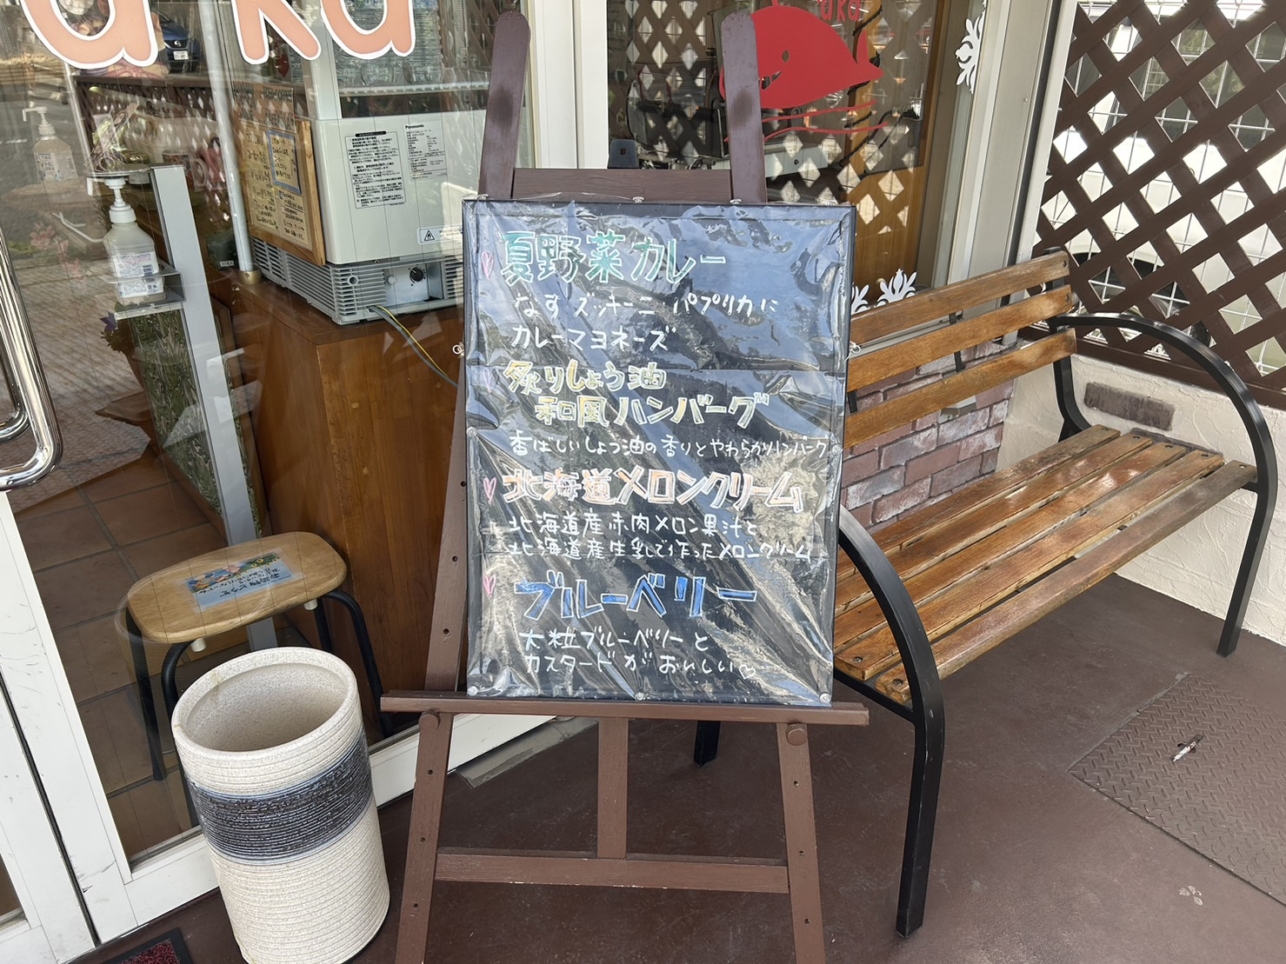 uka
夏野菜カレー
なす ズッキーニ パプリカに
カレーマヨネーズ
炙りしょう油
和風ハンバーグ
香ばしいしょう油の香りとやわらかハンバーグ
北海道メロンクリーム
北海道産赤肉メロン果汁と
北海道産生乳で作ったメロンクリーム
ブルーベリー
大粒ブルーベリーと
カスタードがおいしい〜